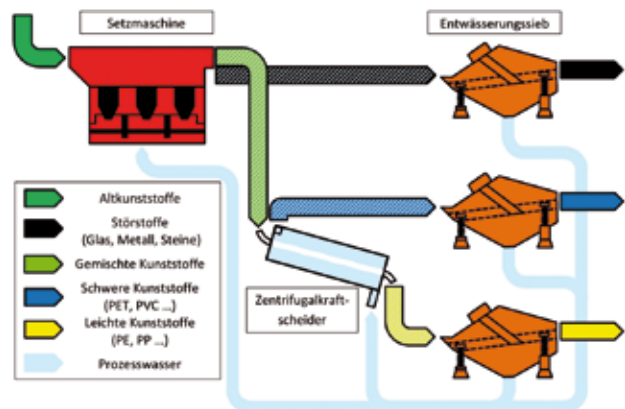 Setzmaschine
Entwässerungssieb
Altkunststoffe
Störstoffe
(Glas, Metall, Steine)
Gemischte Kunststoffe
Schwere Kunststoffe
(PET, PVC ...)
Leichte Kunststoffe
(PE, PP ...)
Prozesswasser
Zentrifugalkraft-
scheider